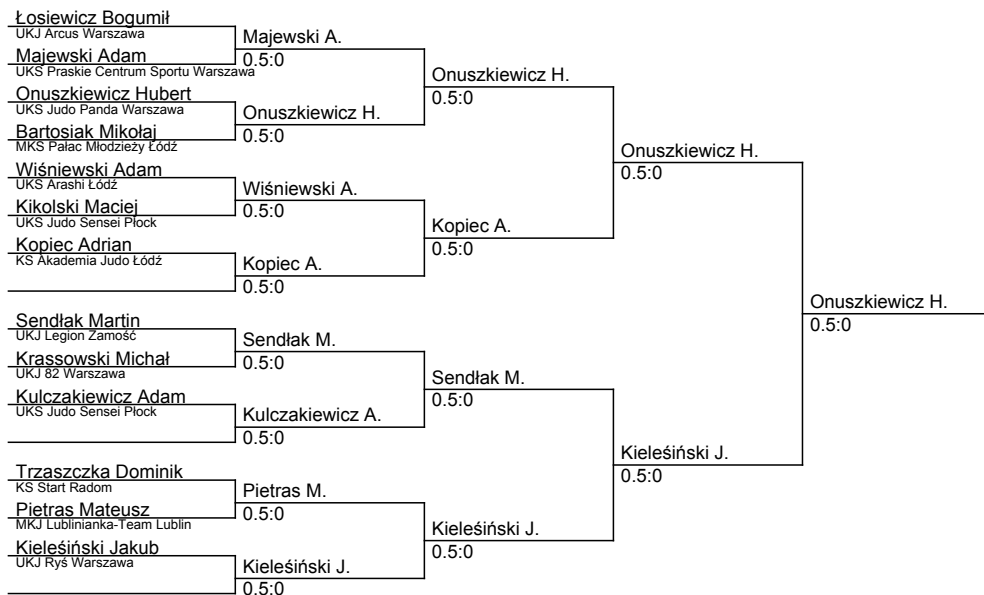 Łosiewicz Bogumił
UKJ Arcus Warszawa
Majewski Adam
UKS Praskie Centrum Sportu Warszawa
Onuszkiewicz Hubert
UKS Judo Panda Warszawa
Bartosiak Mikołaj
MKS Pałac Młodzieży Łódź
Wiśniewski Adam
UKS Arashi Łódź
Kikolski Maciej
UKS Judo Sensei Płock
Kopiec Adrian
KS Akademia Judo Łódź
Sendłak Martin
UKJ Legion Zamość
Krassowski Michał
UKJ 82 Warszawa
Kulczakiewicz Adam
UKS Judo Sensei Płock
Trzaszczka Dominik
KS Start Radom
Pietras Mateusz
MKJ Lublinianka-Team Lublin
Kieleśiński Jakub
UKJ Ryś Warszawa
Majewski A.
0.5:0
Onuszkiewicz H.
0.5:0
Wiśniewski A.
0.5:0
Kopiec A.
0.5:0
Sendłak M.
0.5:0
Kulczakiewicz A.
0.5:0
Pietras M.
0.5:0
Kieleśiński J.
0.5:0
Onuszkiewicz H.
0.5:0
Kopiec A.
0.5:0
Sendłak M.
0.5:0
Kieleśiński J.
0.5:0
Onuszkiewicz H.
0.5:0
Kieleśiński J.
0.5:0
Onuszkiewicz H.
0.5:0